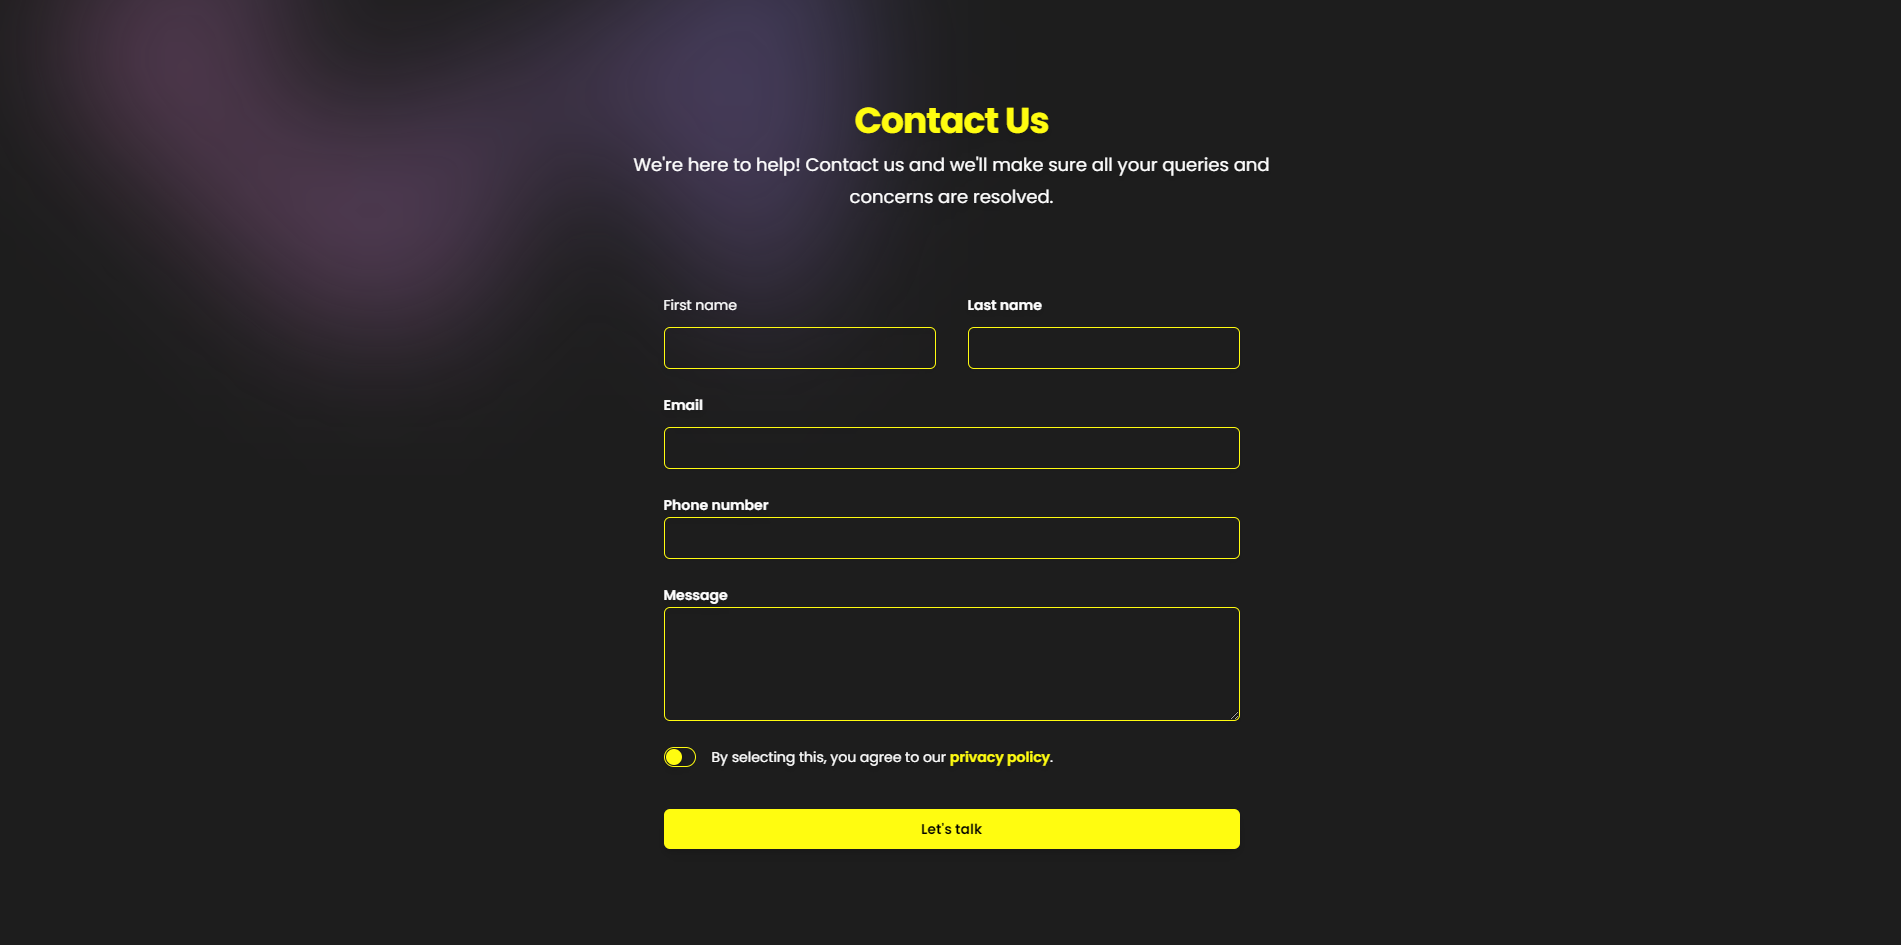 Contact Us
We're here to help! Contact us and we'll make sure all your queries and
concerns are resolved.
First name
Last name
Email
Phone number
Message
By selecting this, you agree to our privacy policy.
Let's talk